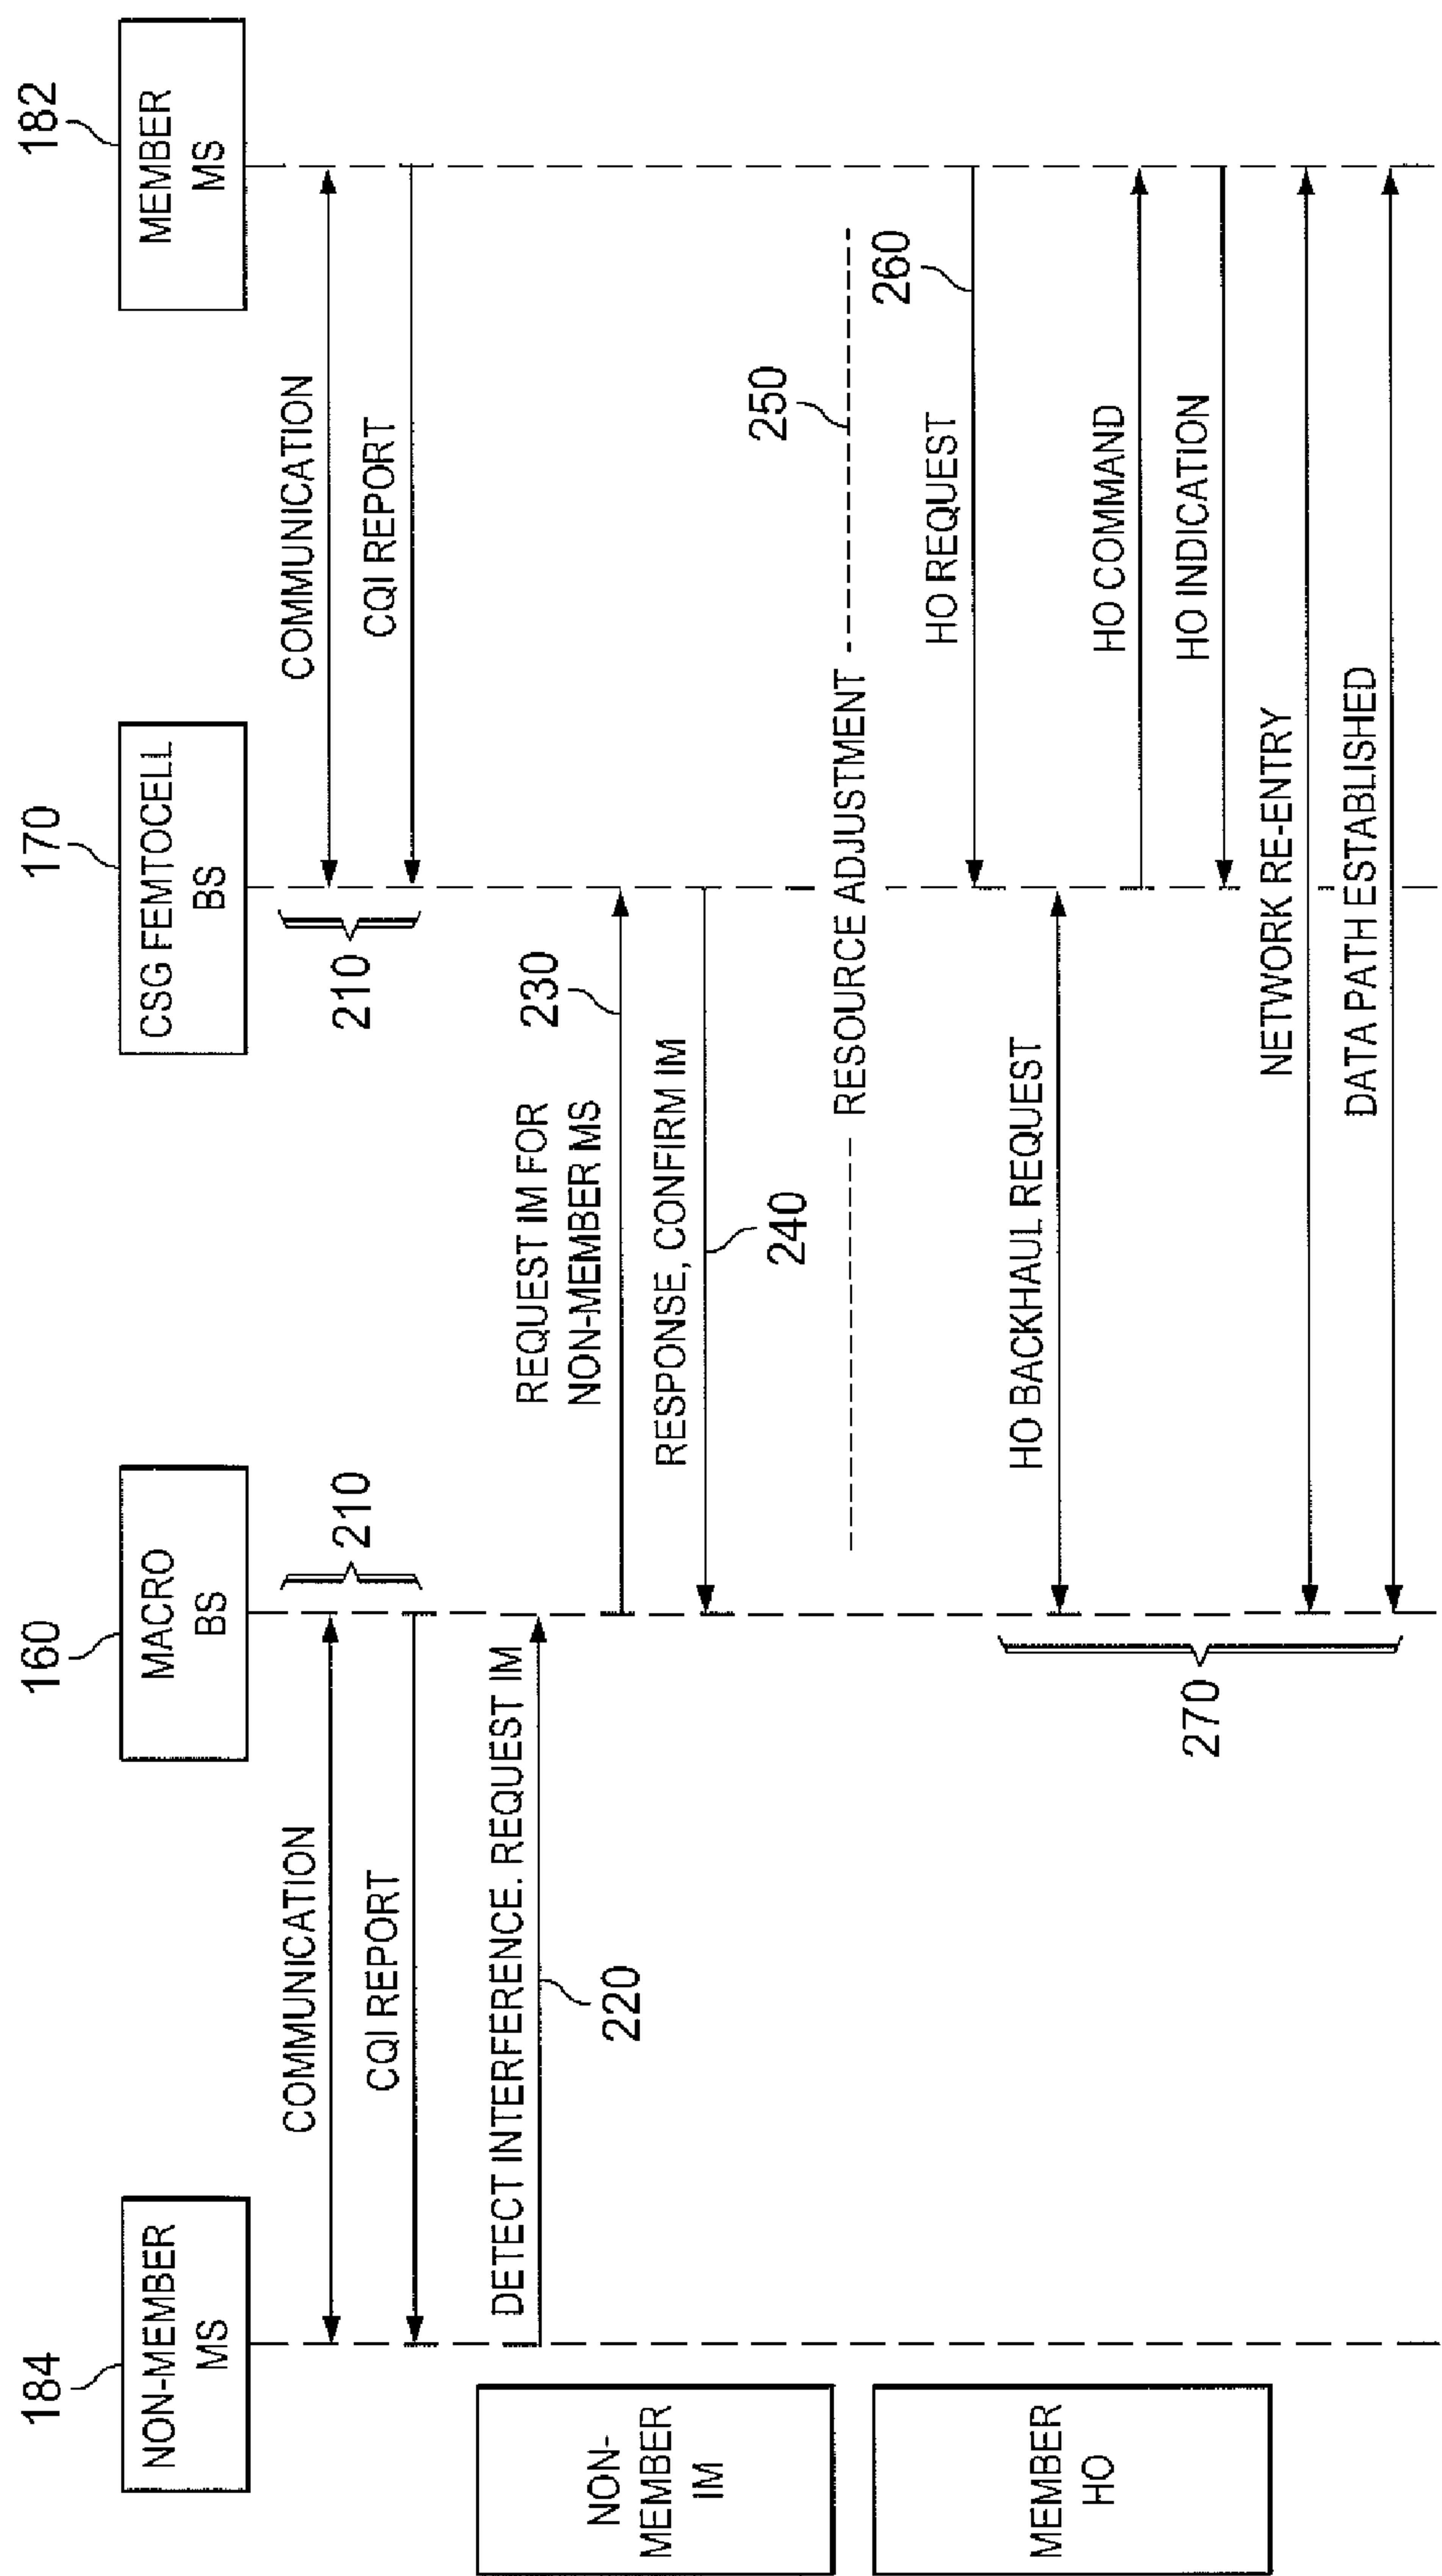 184
NON-MEMBER
MS
160
MACRO
BS
170
CSG FEMTOCELL
BS
182
MEMBER
MS
COMMUNICATION
CQI REPORT
210
210
COMMUNICATION
CQI REPORT
NON-
MEMBER
IM
DETECT INTERFERENCE. REQUEST IM
220
REQUEST IM FOR
NON-MEMBER MS
230
RESPONSE, CONFIRM IM
240
RESOURCE ADJUSTMENT
250
MEMBER
HO
HO REQUEST
260
HO BACKHAUL REQUEST
HO COMMAND
HO INDICATION
270
NETWORK RE-ENTRY
DATA PATH ESTABLISHED